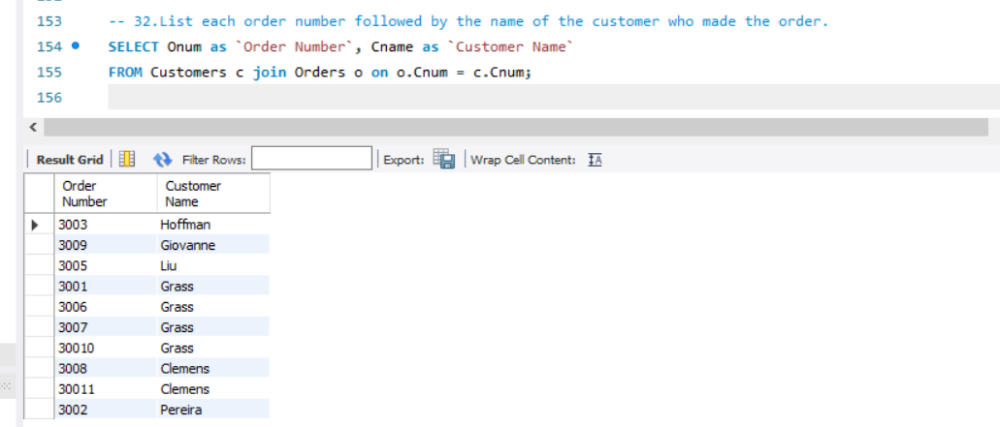 153 -- 32.List each order number followed by the name of the customer who made the order.
154 SELECT Onum as `Order Number`, Cname as `Customer Name`
155 FROM Customers c join Orders o on o.Cnum = c.Cnum;
156
Result Grid Filter Rows: Export: Wrap Cell Content:
Order Customer
Number Name
3003 Hoffman
3009 Giovanne
3005 Liu
3001 Grass
3006 Grass
3007 Grass
30010 Grass
3008 Clemens
30011 Clemens
3002 Pereira